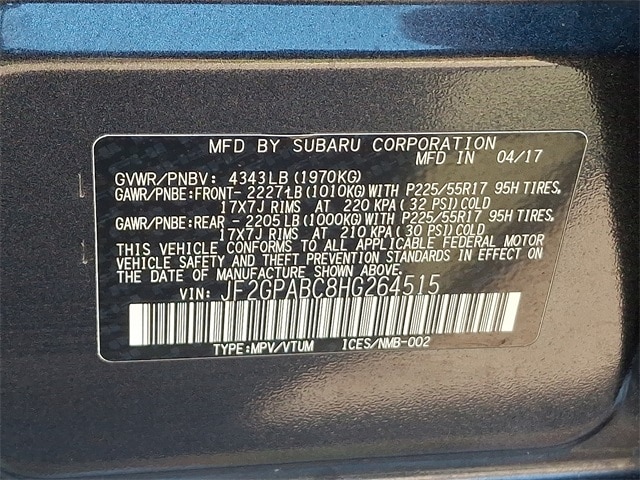 MFD BY SUBARU CORPORATION
MFD IN 04/17
GVWR/PNBV: 4343LB (1970KG)
GAWR/PNBE:FRONT-2227LB (1010KG)WITH P225/55R17 95H TIRES,
17X7J RIMS AT 220 KPA (32 PSI)COLD
GAWR/PNBE:REAR -2205LB (1000KG)WITH P225/55R17 95H TIRES,
17X7J RIMS AT 210 KPA (30 PSI)COLD
THIS VEHICLE CONFORMS TO ALL APPLICABLE FEDERAL MOTOR
VEHICLE SAFETY AND THEFT PREVENTION STANDARDS IN EFFECT ON
THE DATE OF MANUFACTURE SHOWN ABOVE.
VIN: JF2GPABC8HG264515
TYPE:MPV/VTUM ICES/NMB-002